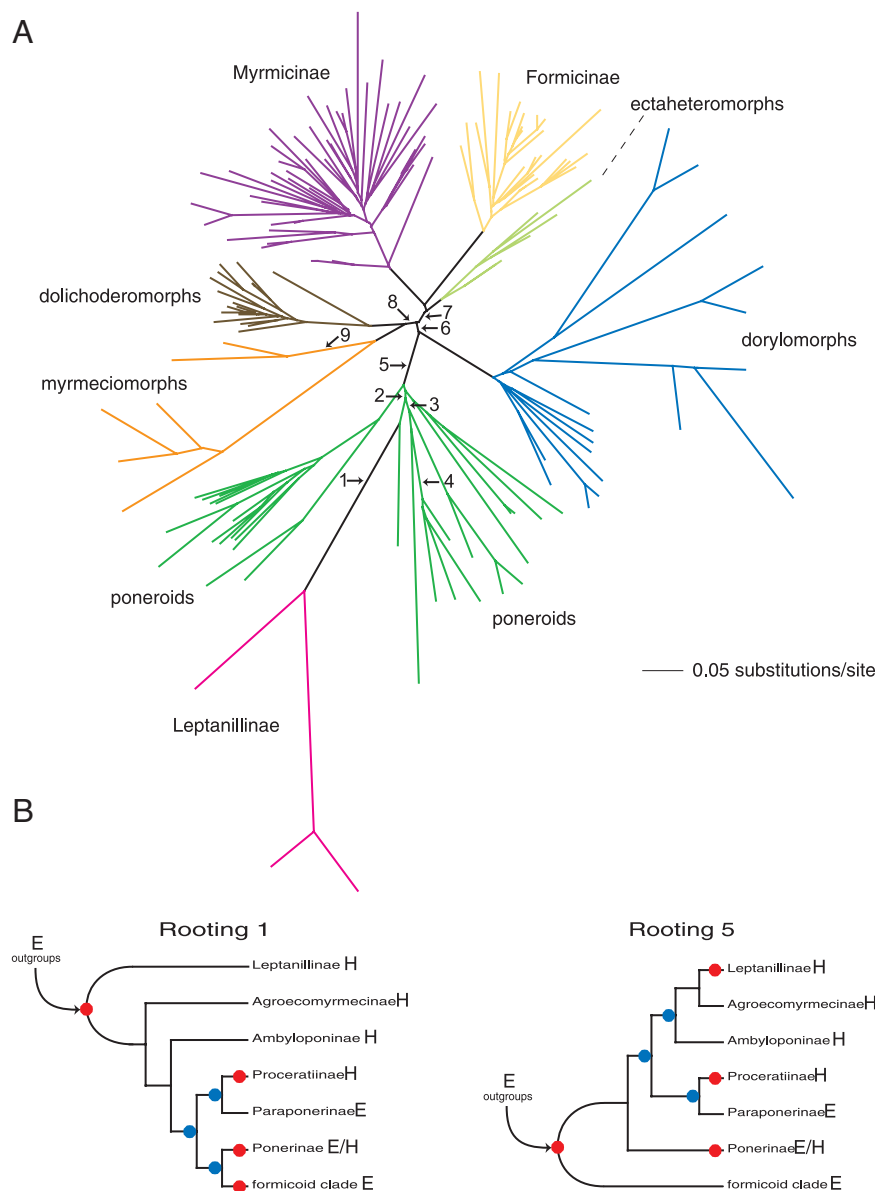 A
Myrmicinae
Formicinae
ectaheteromorphs
dolichoderomorphs
8
7
6
9
dorylomorphs
5
myrmeciomorphs
2
3
1
4
poneroids
poneroids
0.05 substitutions/site
Leptanillinae
B
Rooting 1
E
outgroups
Leptanillinae H
Agroecomyrmecinae H
Ambyloponinae H
Proceratiinae H
Paraponerinae E
Ponerinae E/H
formicoid clade E
Rooting 5
E
outgroups
Leptanillinae H
Agroecomyrmecinae H
Ambyloponinae H
Proceratiinae H
Paraponerinae E
Ponerinae E/H
formicoid clade E